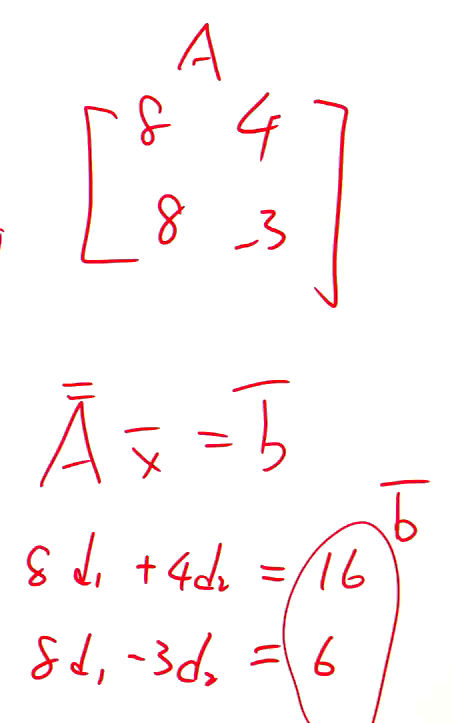 A
8 4
8 -3
A̿ x̅ = b̅
b̅
8d₁ + 4d₂ = 16
8d₁ - 3d₂ = 6